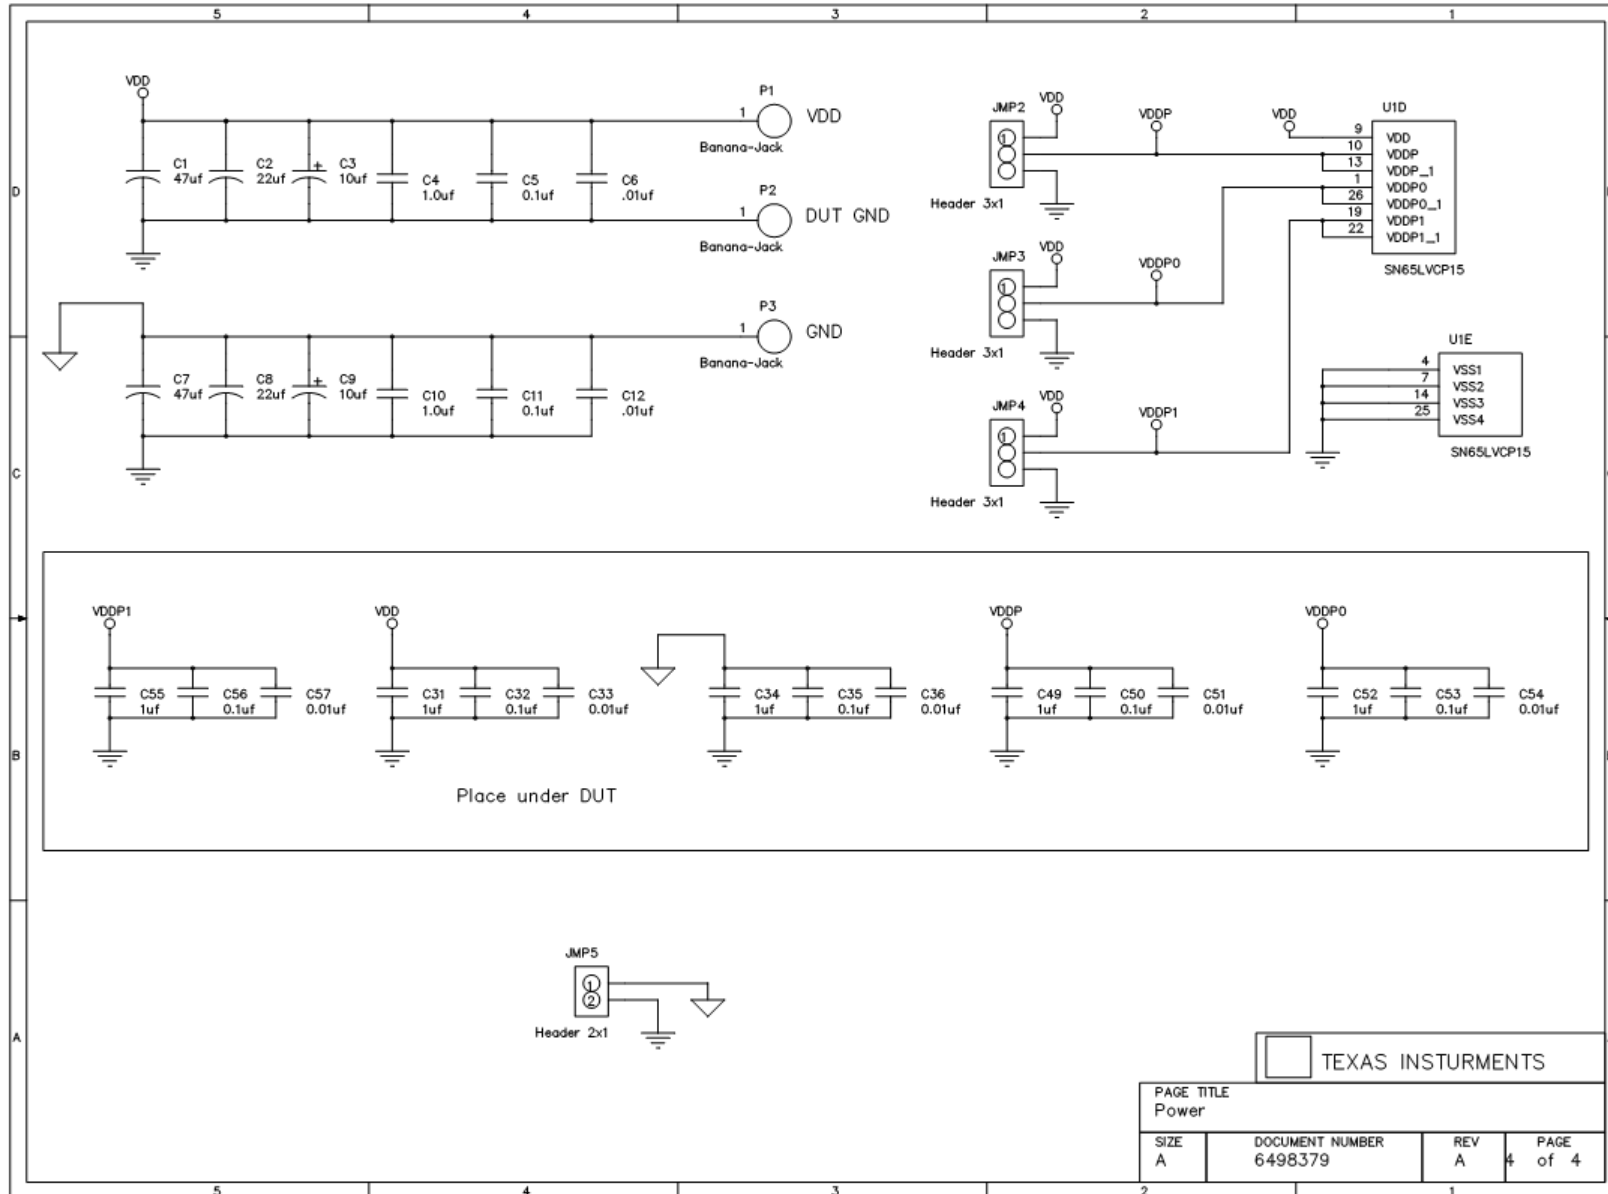 5 4 3 2 1
VDD
C1
47uf
C2
22uf
+ C3
10uf
C4
1.0uf
C5
0.1uf
C6
.01uf
P1
1 VDD
Banana-Jack
P2
1 DUT GND
Banana-Jack
D
JMP2
VDD
1
Header 3x1
VDDP
VDD
U1D
9 VDD
10 VDDP
13 VDDP_1
1 VDDP0
26 VDDP0_1
19 VDDP1
22 VDDP1_1
SN65LVCP15
JMP3
VDD
1
Header 3x1
VDDP0
P3
1 GND
Banana-Jack
C7
47uf
C8
22uf
+ C9
10uf
C10
1.0uf
C11
0.1uf
C12
.01uf
JMP4
VDD
1
Header 3x1
VDDP1
U1E
4 VSS1
7 VSS2
14 VSS3
25 VSS4
SN65LVCP15
C
VDDP1
C55
1uf
C56
0.1uf
C57
0.01uf
VDD
C31
1uf
C32
0.1uf
C33
0.01uf
C34
1uf
C35
0.1uf
C36
0.01uf
VDDP
C49
1uf
C50
0.1uf
C51
0.01uf
VDDP0
C52
1uf
C53
0.1uf
C54
0.01uf
B
Place under DUT
JMP5
1
2
Header 2x1
A
TEXAS INSTURMENTS
PAGE TITLE
Power
SIZE
A
DOCUMENT NUMBER
6498379
REV
A
PAGE
4 of 4
5 4 3 2 1